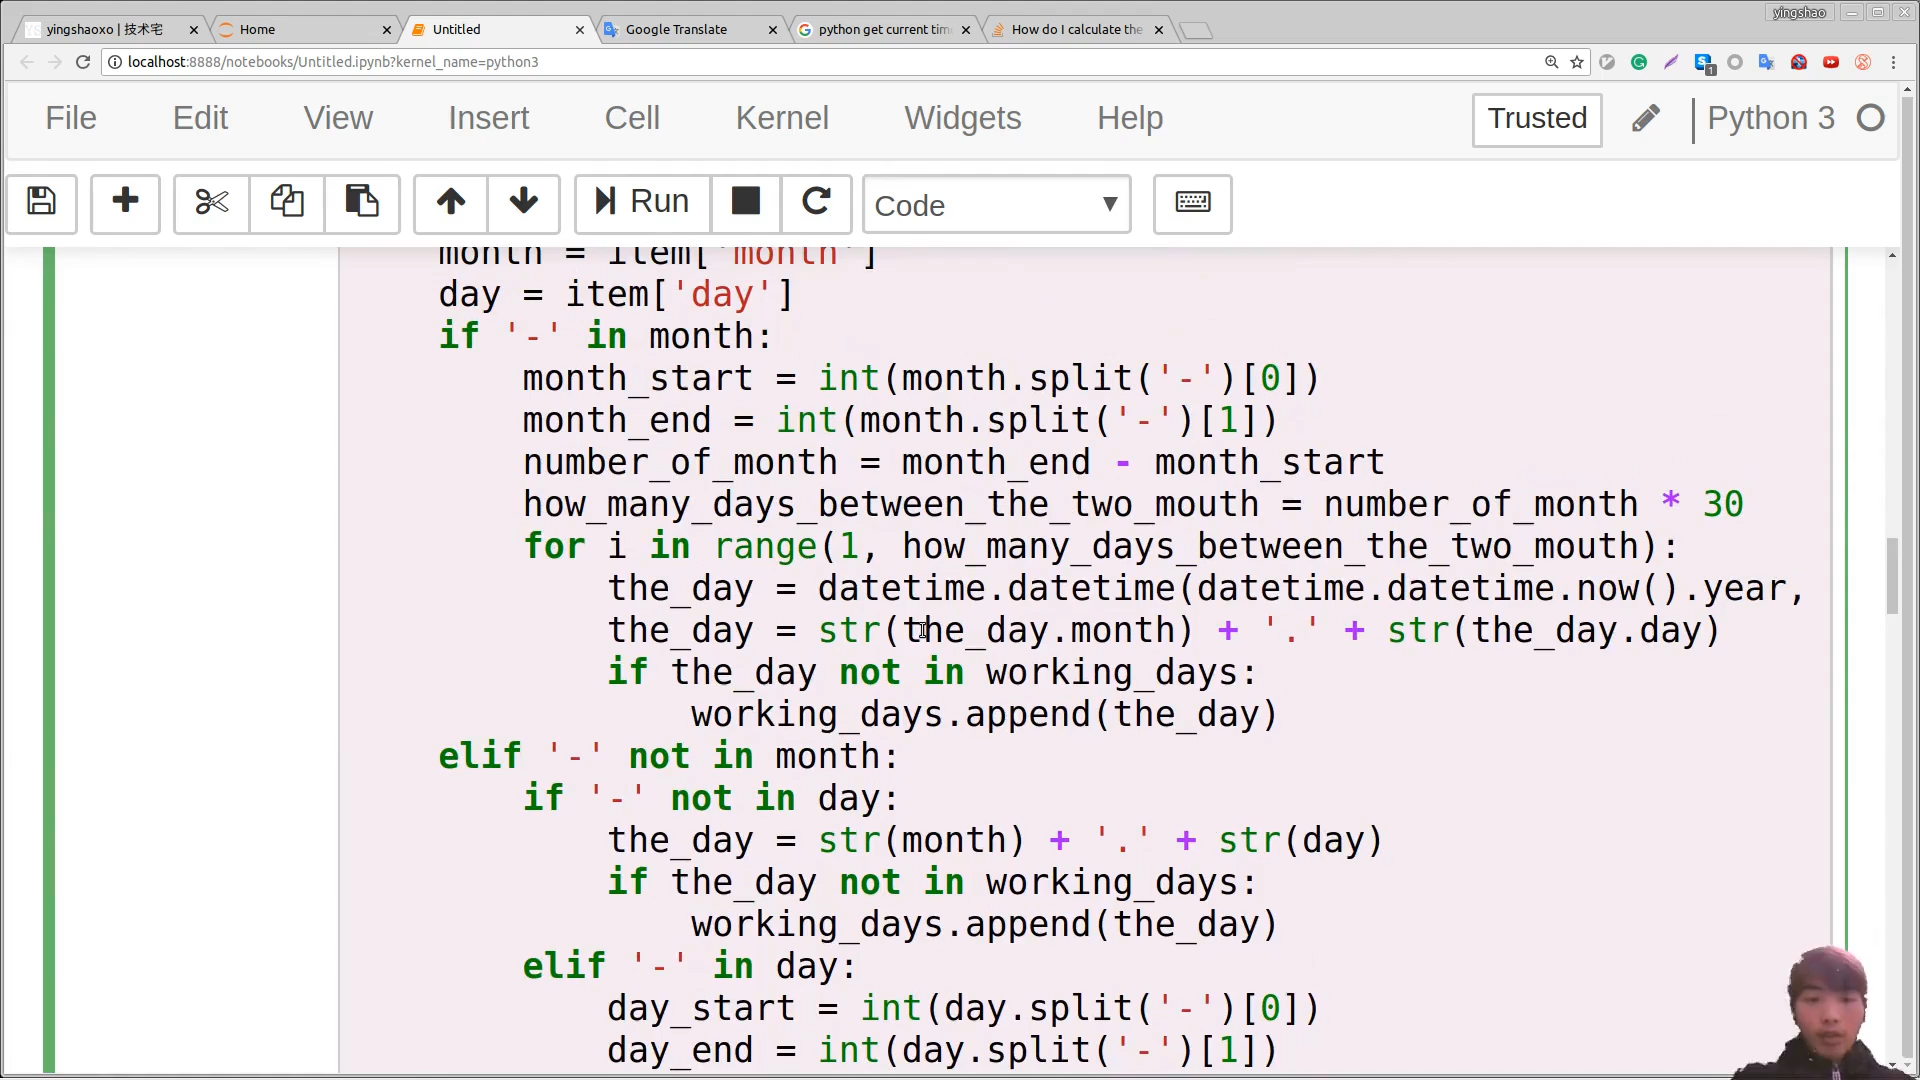 yingshaoxo | 技术宅
Home
Untitled
Google Translate
python get current tim
How do I calculate the
yingshao
localhost:8888/notebooks/Untitled.ipynb?kernel_name=python3
1
File Edit View Insert Cell Kernel Widgets Help Trusted Python 3
Run Code
month = item['month']
day = item['day']
if '-' in month:
month_start = int(month.split('-')[0])
month_end = int(month.split('-')[1])
number_of_month = month_end - month_start
how_many_days_between_the_two_mouth = number_of_month * 30
for i in range(1, how_many_days_between_the_two_mouth):
the_day = datetime.datetime(datetime.datetime.now().year,
the_day = str(the_day.month) + '.' + str(the_day.day)
if the_day not in working_days:
working_days.append(the_day)
elif '-' not in month:
if '-' not in day:
the_day = str(month) + '.' + str(day)
if the_day not in working_days:
working_days.append(the_day)
elif '-' in day:
day_start = int(day.split('-')[0])
day_end = int(day.split('-')[1])